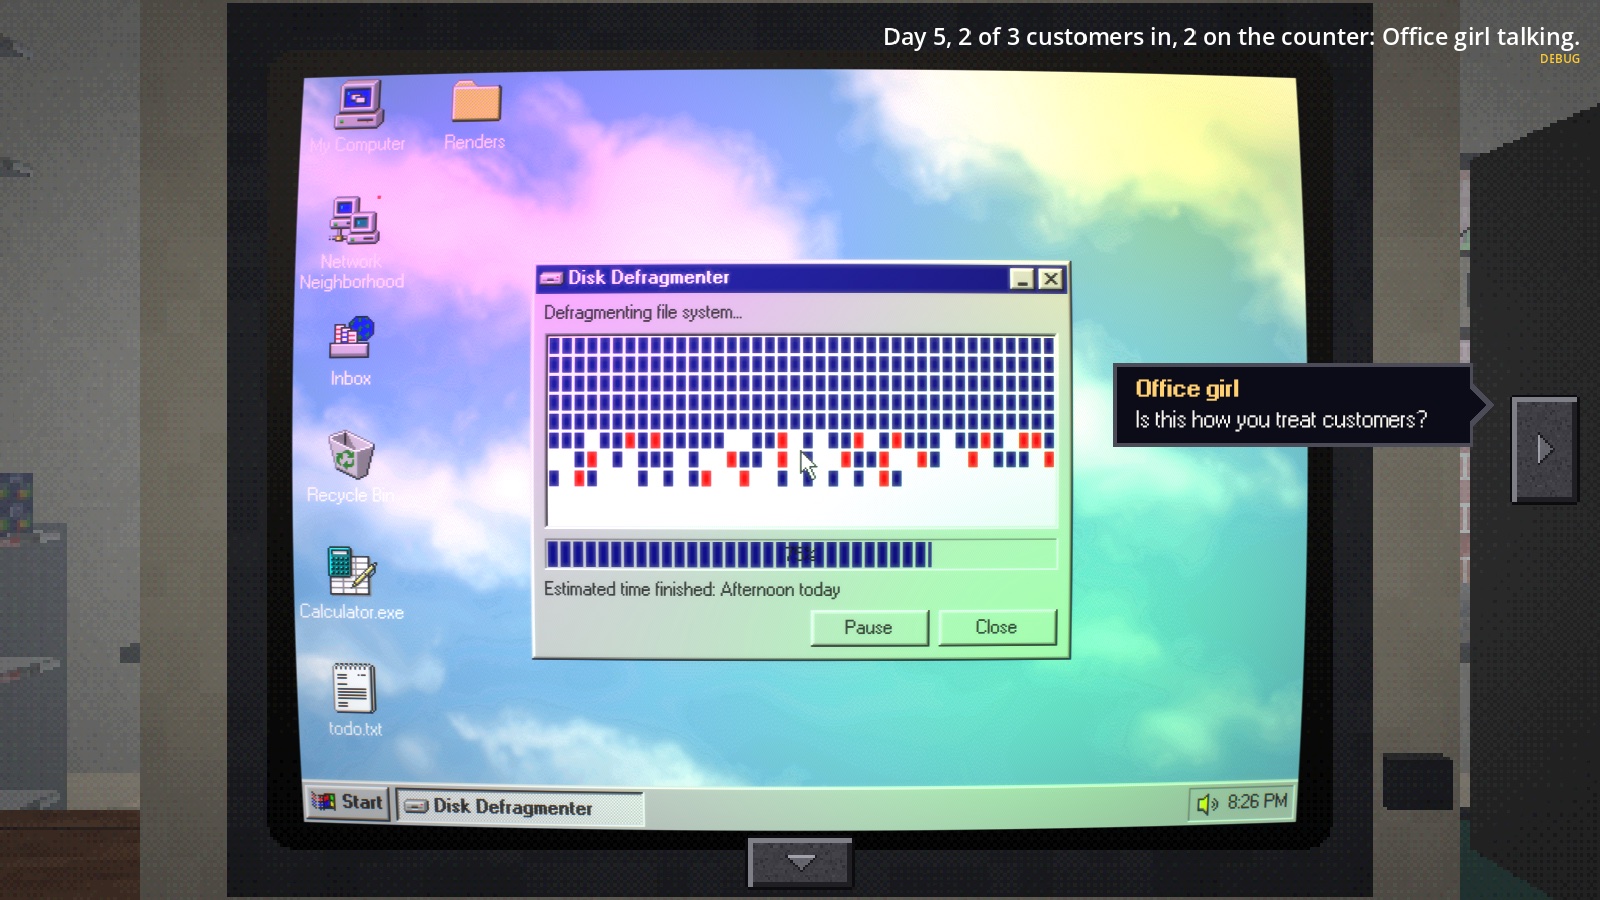 Day 5, 2 of 3 customers in, 2 on the counter: Office girl talking.
DEBUG
My Computer
Renders
Network
Neighborhood
Inbox
Recycle Bin
Calculator.exe
todo.txt
Disk Defragmenter
Defragmenting file system...
Estimated time finished: Afternoon today
Pause
Close
Office girl
Is this how you treat customers?
Start
Disk Defragmenter
8:26 PM